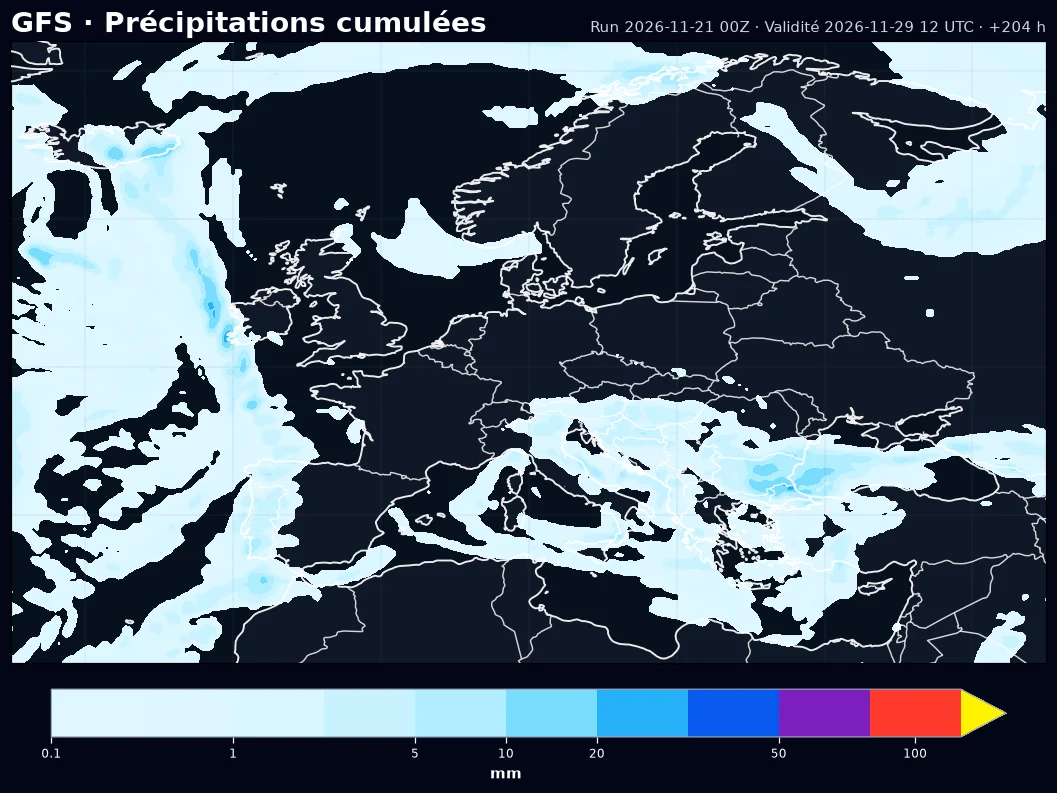 GFS · Précipitations cumulées
Run 2026-11-21 00Z · Validité 2026-11-29 12 UTC · +204 h
0.1 1 5 10 20 50 100
mm